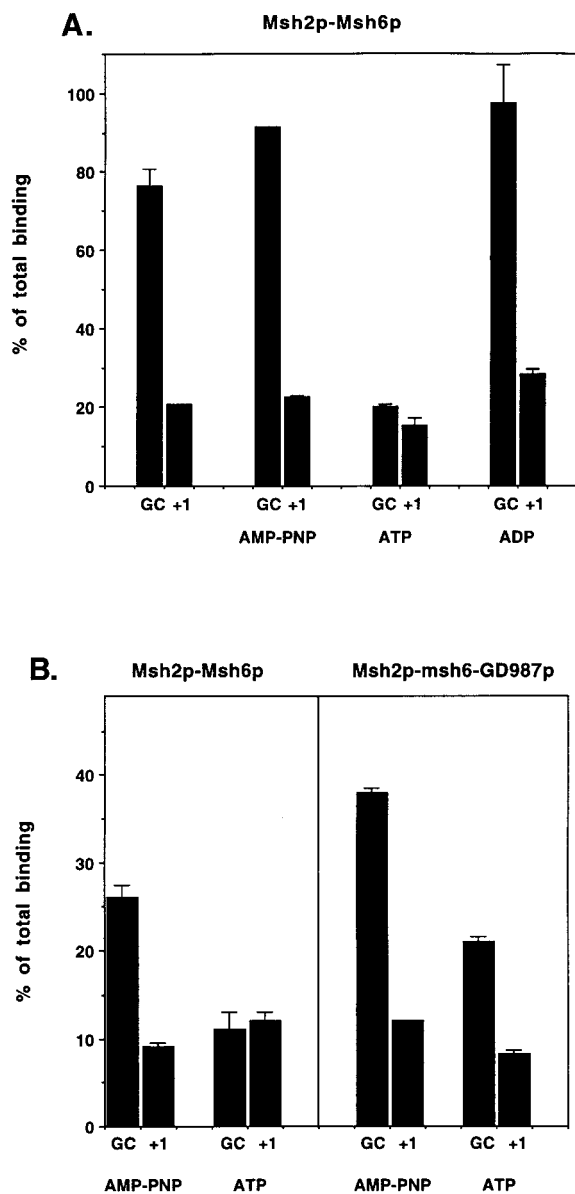 A.
Msh2p-Msh6p
% of total binding
100
80
60
40
20
0
GC +1 GC +1 GC +1 GC +1
AMP-PNP ATP ADP
B.
Msh2p-Msh6p Msh2p-msh6-GD987p
% of total binding
40
30
20
10
0
GC +1 GC +1 GC +1 GC +1
AMP-PNP ATP AMP-PNP ATP